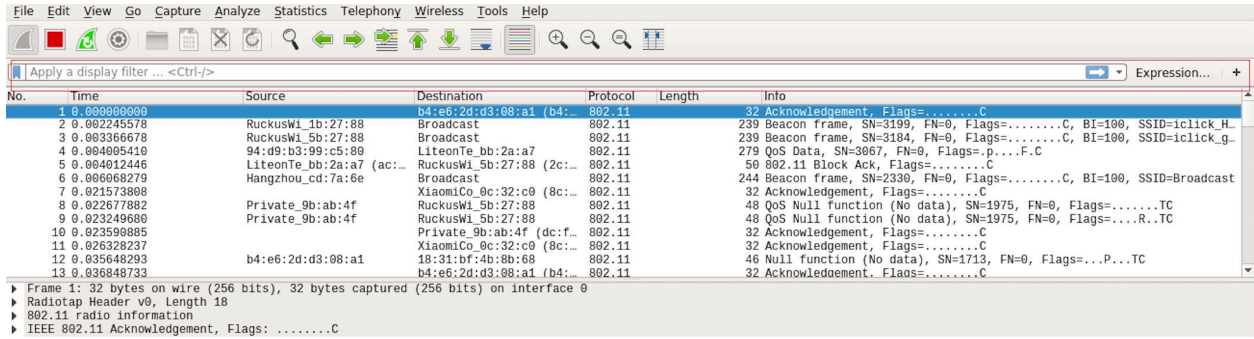 File Edit View Go Capture Analyze Statistics Telephony Wireless Tools Help
Apply a display filter ... <Ctrl-/> Expression... +
No. Time Source Destination Protocol Length Info
1 0.000000000 b4:e6:2d:d3:08:a1 (b4:… 802.11 32 Acknowledgement, Flags=........C
2 0.002245578 RuckusWi_1b:27:88 Broadcast 802.11 239 Beacon frame, SN=3199, FN=0, Flags=........C, BI=100, SSID=iclick_H…
3 0.003366678 RuckusWi_5b:27:88 Broadcast 802.11 239 Beacon frame, SN=3184, FN=0, Flags=........C, BI=100, SSID=iclick_g…
4 0.004005410 94:d9:b3:99:c5:80 LiteonTe_bb:2a:a7 802.11 279 QoS Data, SN=3067, FN=0, Flags=.p....F.C
5 0.004012446 LiteonTe_bb:2a:a7 (ac:… RuckusWi_5b:27:88 (2c:… 802.11 50 802.11 Block Ack, Flags=........C
6 0.006068279 Hangzhou_cd:7a:6e Broadcast 802.11 244 Beacon frame, SN=2330, FN=0, Flags=........C, BI=100, SSID=Broadcast
7 0.021573808 XiaomiCo_0c:32:c0 (8c:… 802.11 32 Acknowledgement, Flags=........C
8 0.022677882 Private_9b:ab:4f RuckusWi_5b:27:88 802.11 48 QoS Null function (No data), SN=1975, FN=0, Flags=.......TC
9 0.023249680 Private_9b:ab:4f RuckusWi_5b:27:88 802.11 48 QoS Null function (No data), SN=1975, FN=0, Flags=....R..TC
10 0.023590885 Private_9b:ab:4f (dc:f… 802.11 32 Acknowledgement, Flags=........C
11 0.026328237 XiaomiCo_0c:32:c0 (8c:… 802.11 32 Acknowledgement, Flags=........C
12 0.035648293 b4:e6:2d:d3:08:a1 18:31:bf:4b:8b:68 802.11 46 Null function (No data), SN=1713, FN=0, Flags=...P...TC
13 0.036848733 b4:e6:2d:d3:08:a1 (b4:… 802.11 32 Acknowledgement, Flags=........C
Frame 1: 32 bytes on wire (256 bits), 32 bytes captured (256 bits) on interface 0
Radiotap Header v0, Length 18
802.11 radio information
IEEE 802.11 Acknowledgement, Flags: ........C